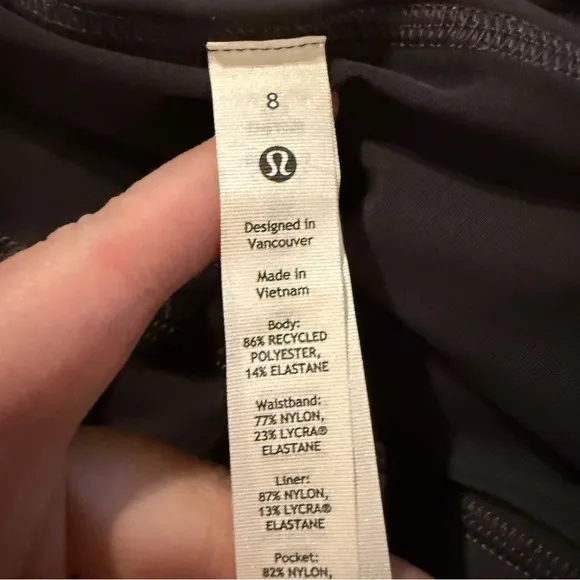 8
Designed in
Vancouver
Made in
Vietnam
Body:
86% RECYCLED
POLYESTER,
14% ELASTANE
Waistband:
77% NYLON,
23% LYCRA®
ELASTANE
Liner:
87% NYLON,
13% LYCRA®
ELASTANE
Pocket:
82% NYLON,